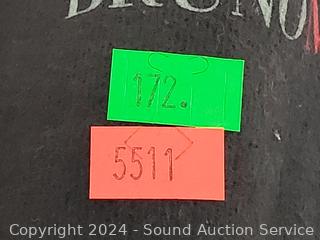 BRUNO
172.
5511
Copyright 2024 - Sound Auction Service